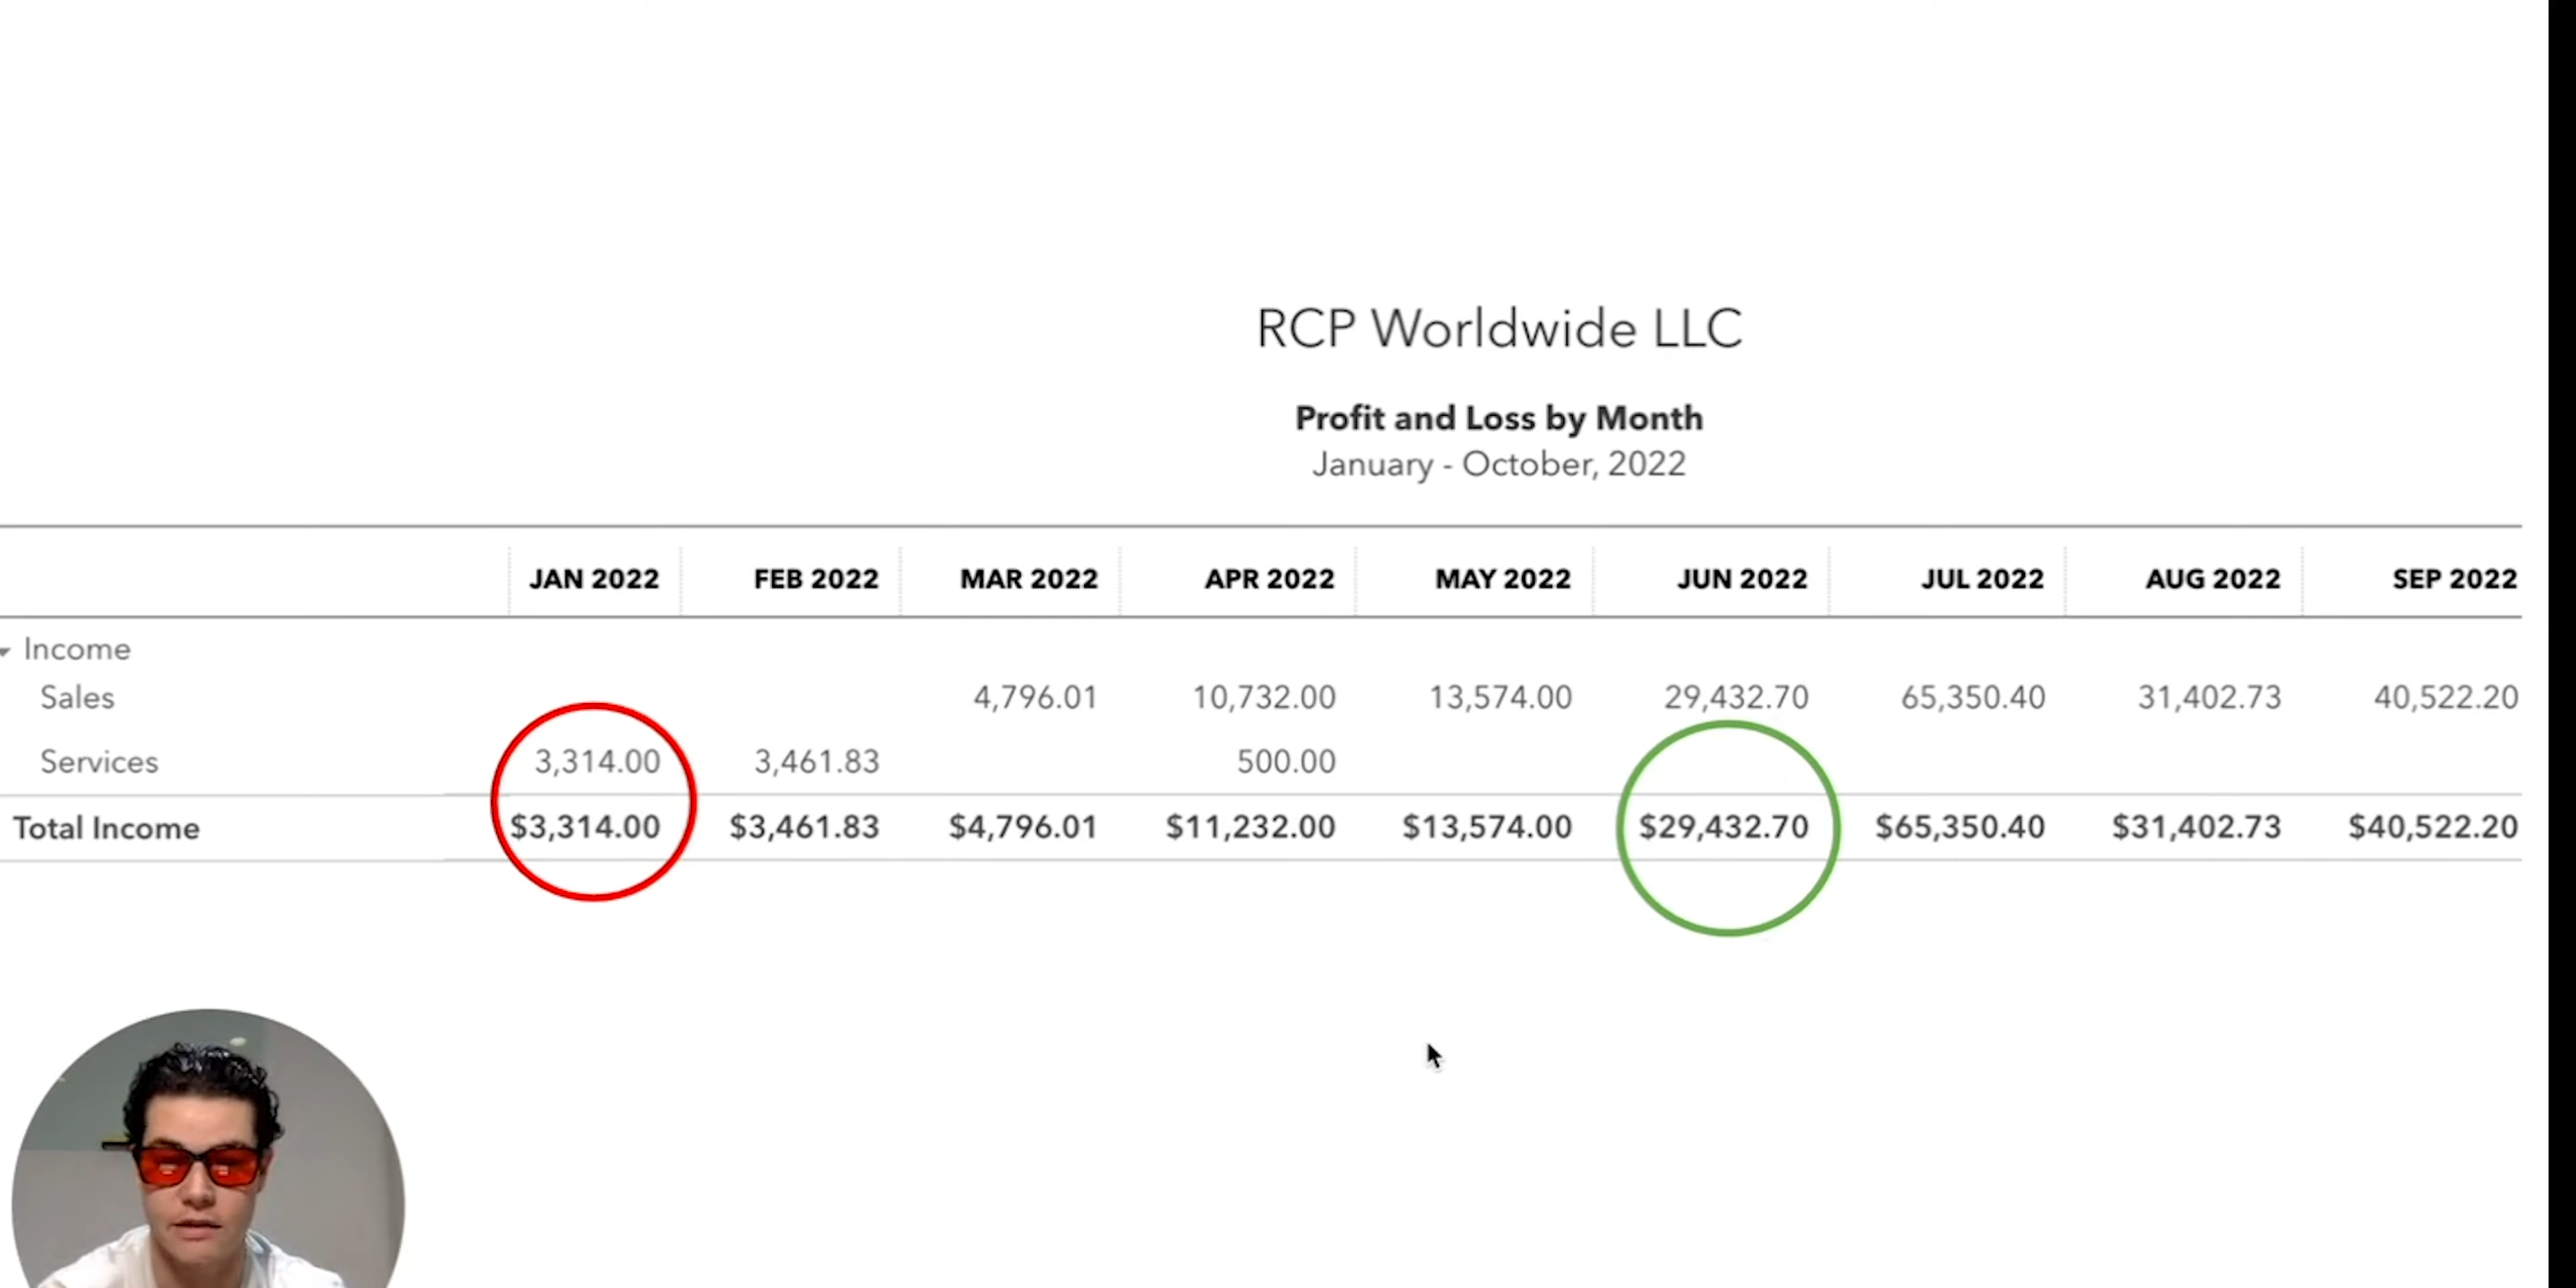 RCP Worldwide LLC
Profit and Loss by Month
January - October, 2022
JAN 2022 FEB 2022 MAR 2022 APR 2022 MAY 2022 JUN 2022 JUL 2022 AUG 2022 SEP 2022
Income
Sales 4,796.01 10,732.00 13,574.00 29,432.70 65,350.40 31,402.73 40,522.20
Services 3,314.00 3,461.83 500.00
Total Income $3,314.00 $3,461.83 $4,796.01 $11,232.00 $13,574.00 $29,432.70 $65,350.40 $31,402.73 $40,522.20